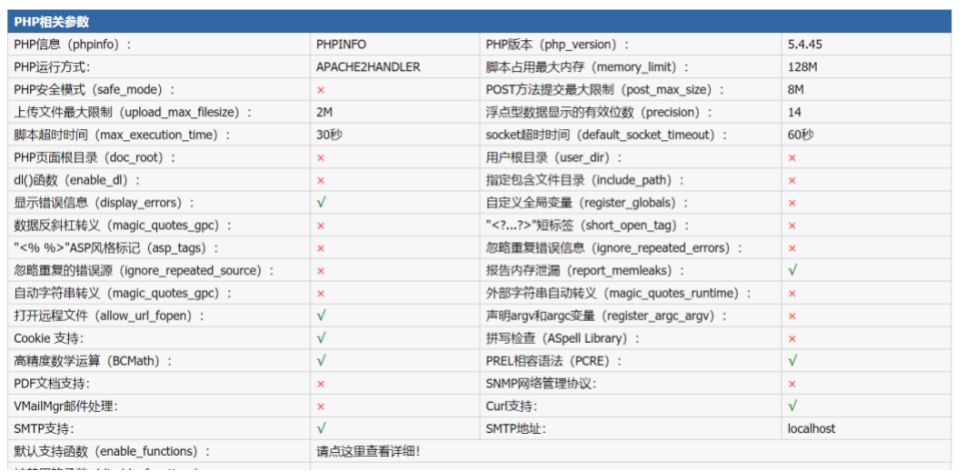 PHP相关参数
PHP信息（phpinfo）： PHPINFO PHP版本（php_version）： 5.4.45
PHP运行方式： APACHE2HANDLER 脚本占用最大内存（memory_limit）： 128M
PHP安全模式（safe_mode）： × POST方法提交最大限制（post_max_size）： 8M
上传文件最大限制（upload_max_filesize）： 2M 浮点型数据显示的有效位数（precision）： 14
脚本超时时间（max_execution_time）： 30秒 socket超时时间（default_socket_timeout）： 60秒
PHP页面根目录（doc_root）： × 用户根目录（user_dir）： ×
dl()函数（enable_dl）： × 指定包含文件目录（include_path）： ×
显示错误信息（display_errors）： √ 自定义全局变量（register_globals）： ×
数据反斜杠转义（magic_quotes_gpc）： × "<?...?>"短标签（short_open_tag）： ×
"<% %>"ASP风格标记（asp_tags）： × 忽略重复错误信息（ignore_repeated_errors）： ×
忽略重复的错误源（ignore_repeated_source）： × 报告内存泄漏（report_memleaks）： √
自动字符串转义（magic_quotes_gpc）： × 外部字符串自动转义（magic_quotes_runtime）： ×
打开远程文件（allow_url_fopen）： √ 声明argv和argc变量（register_argc_argv）： ×
Cookie 支持： √ 拼写检查（ASpell Library）： ×
高精度数学运算（BCMath）： √ PREL相容语法（PCRE）： √
PDF文档支持： × SNMP网络管理协议： ×
VMailMgr邮件处理： × Curl支持： √
SMTP支持： √ SMTP地址： localhost
默认支持函数（enable_functions）： 请点这里查看详细！